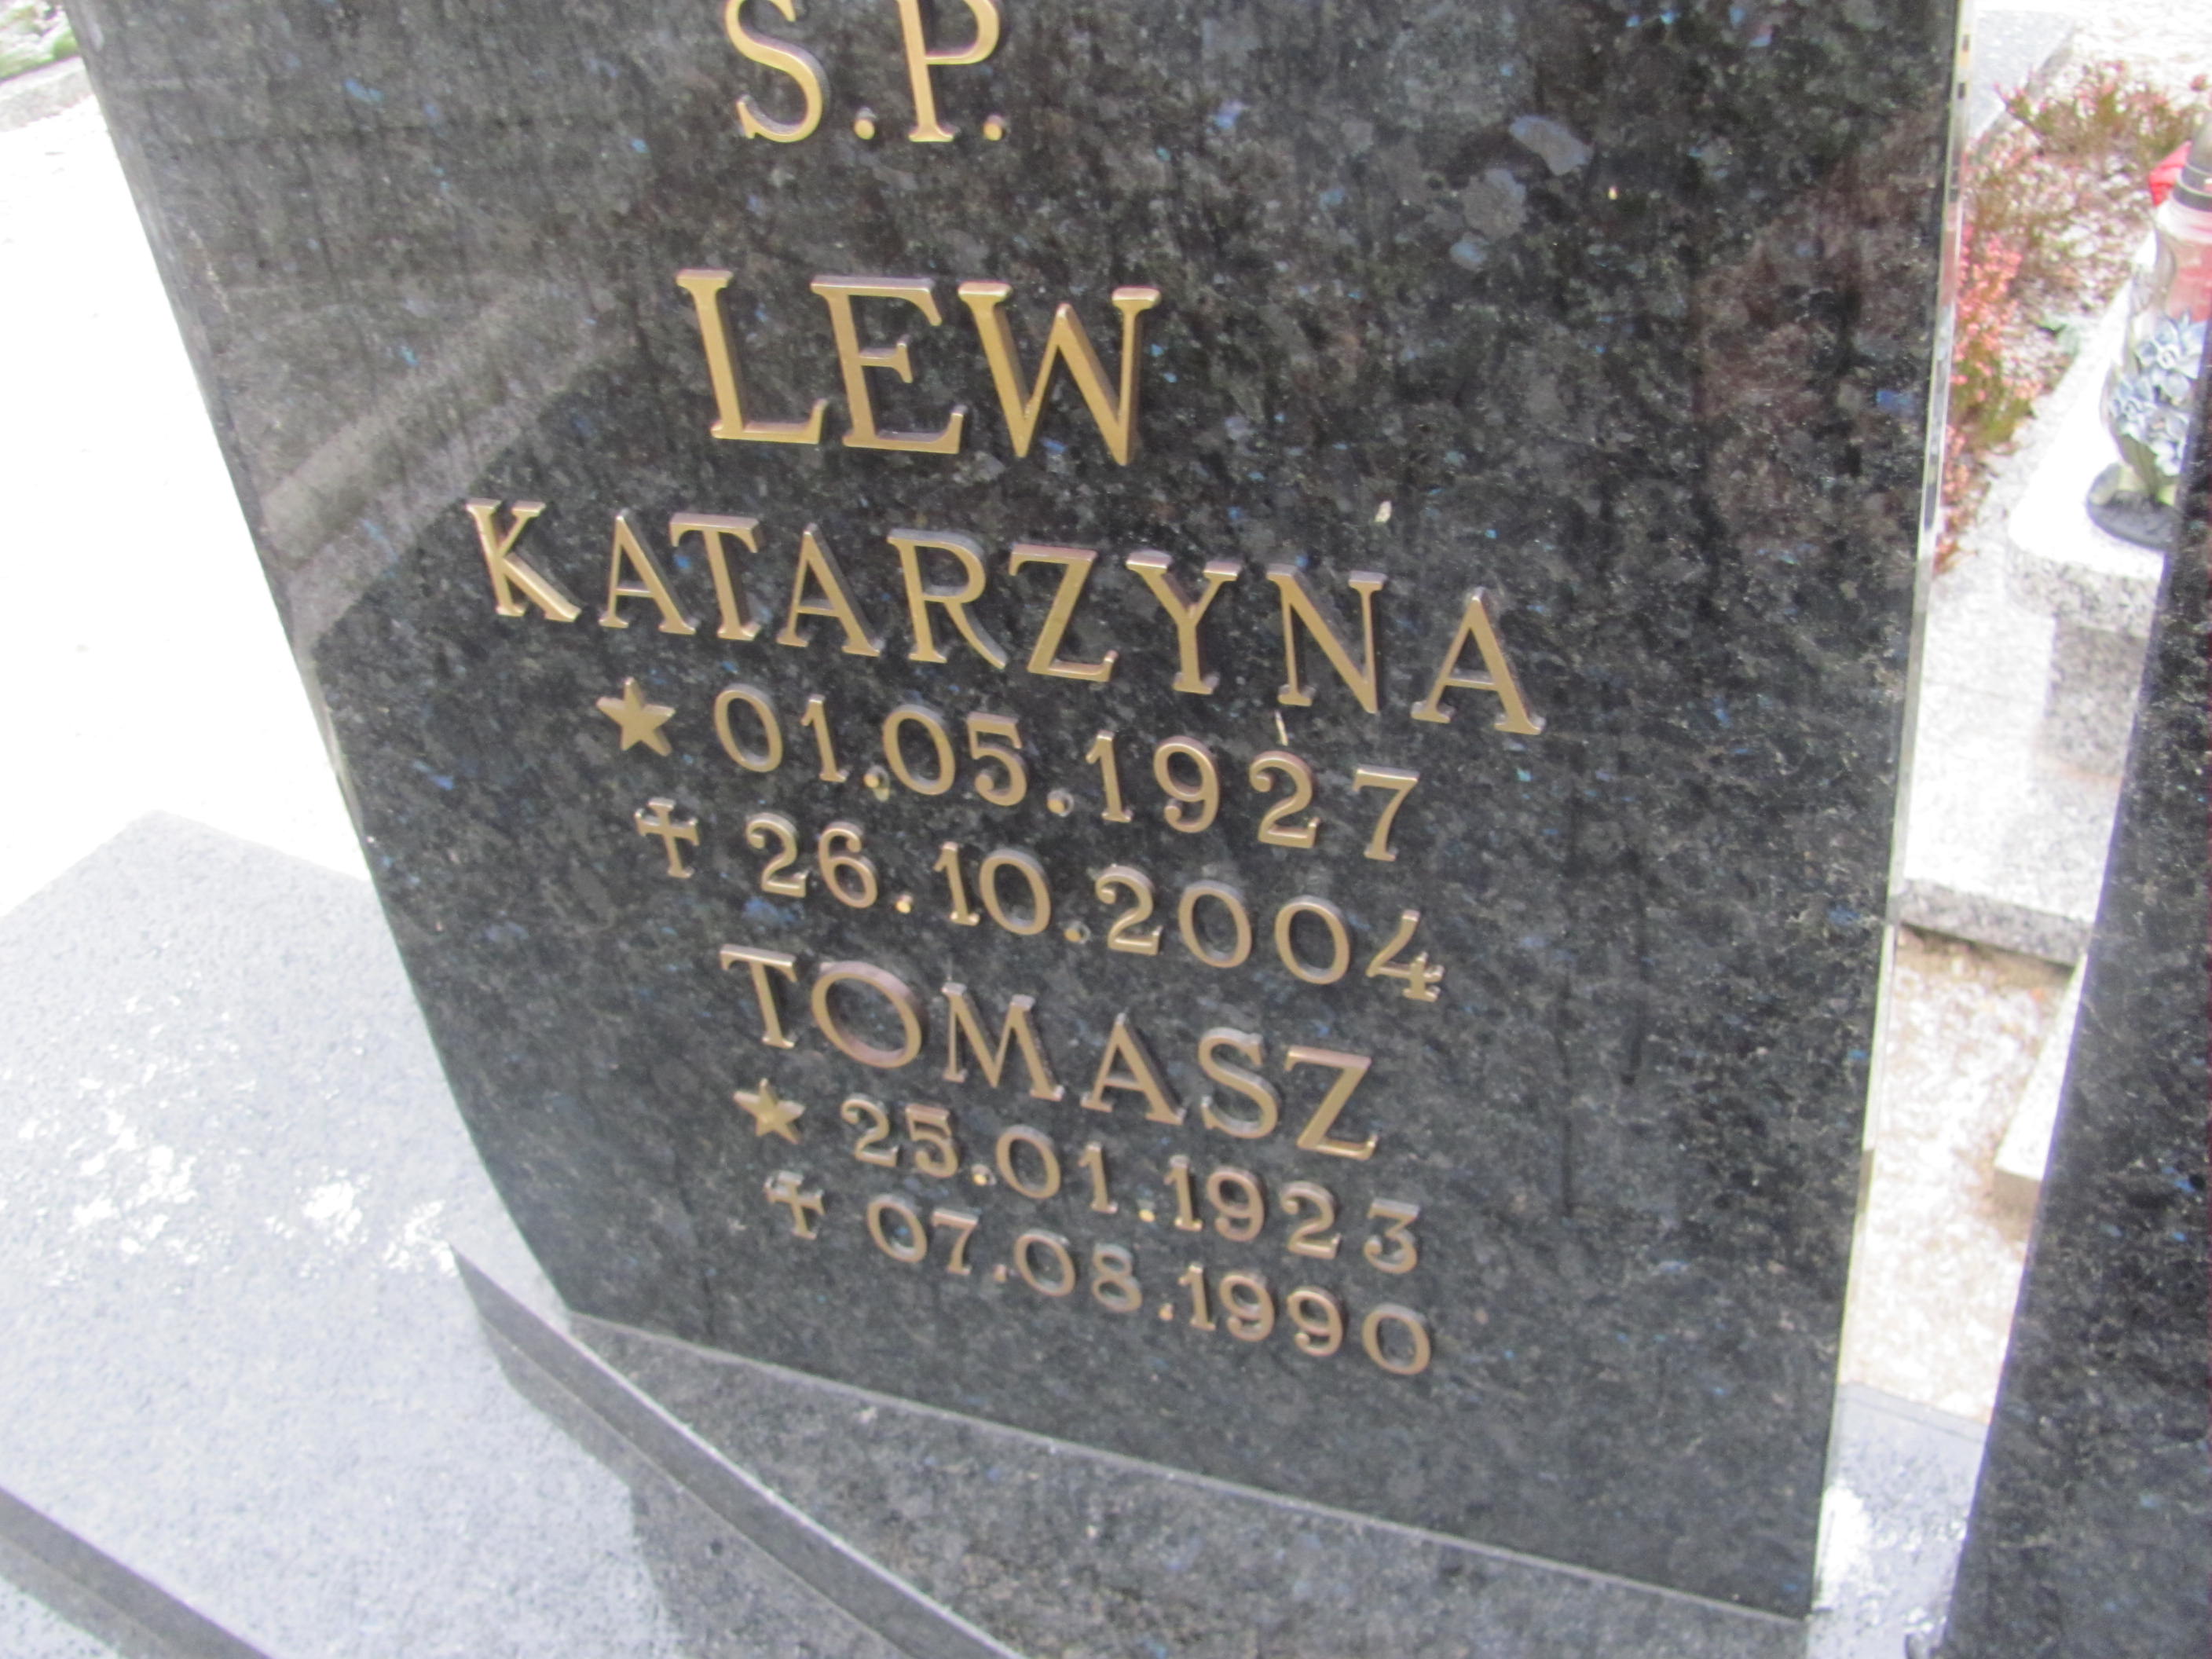 S.P.
LEW
KATARZYNA
★ 01.05.1927
✝ 26.10.2004
TOMASZ
★ 25.01.1923
✝ 07.08.1990